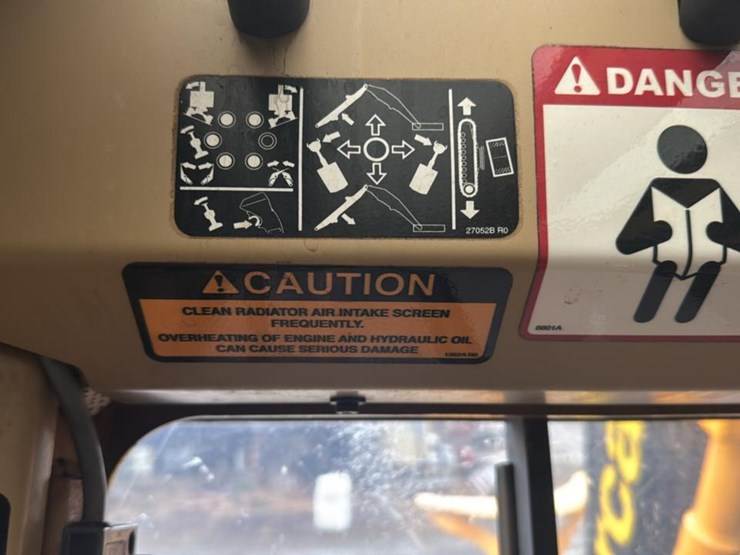 DANGE
27052B R0
CAUTION
CLEAN RADIATOR AIR INTAKE SCREEN
FREQUENTLY.
OVERHEATING OF ENGINE AND HYDRAULIC OIL
CAN CAUSE SERIOUS DAMAGE